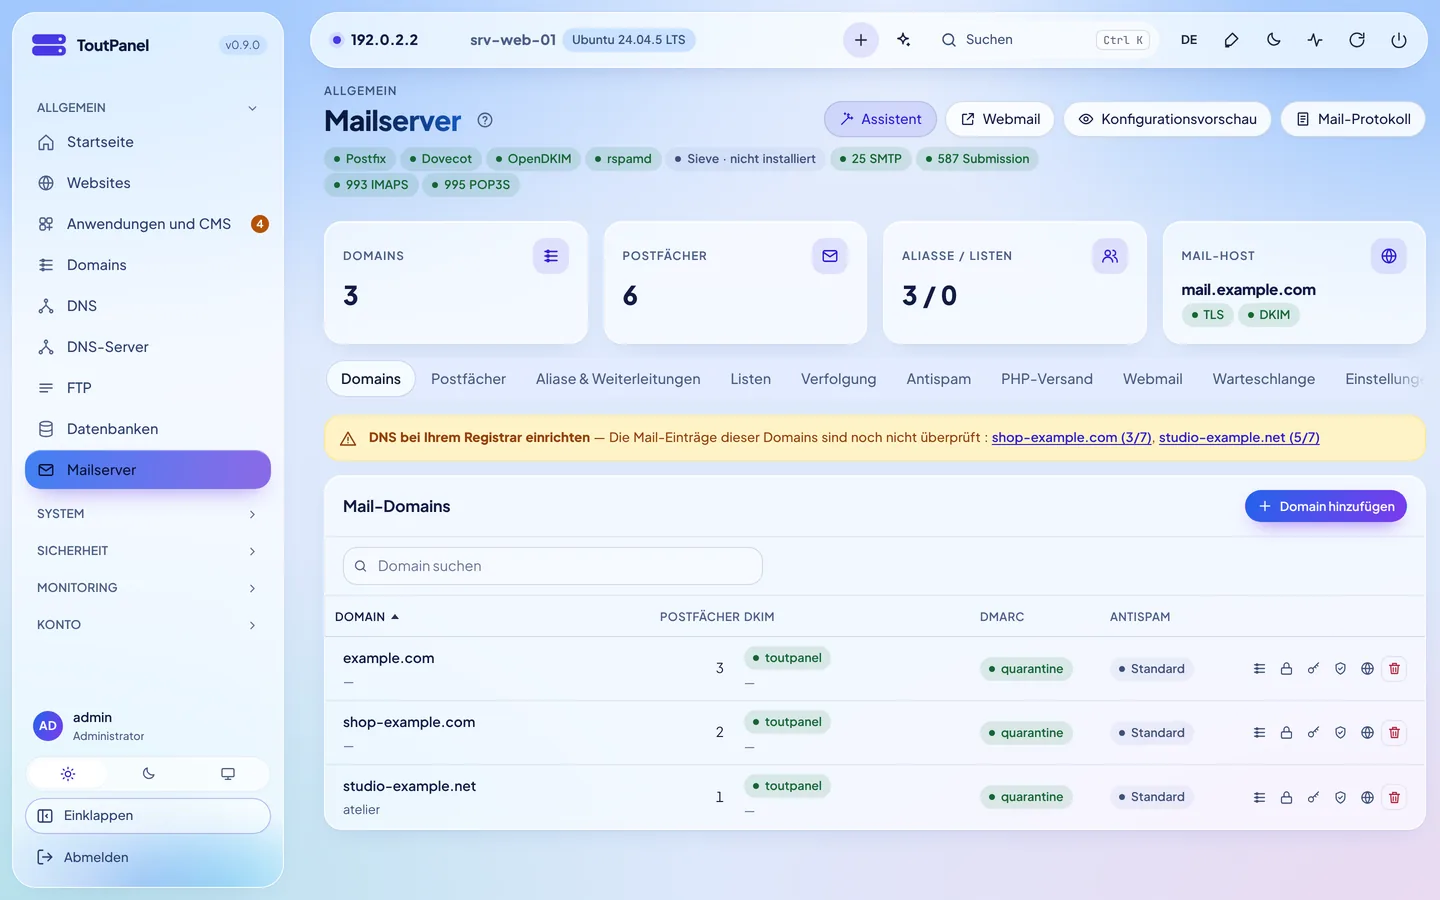 ToutPanel
v0.9.0
ALLGEMEIN
Startseite
Websites
Anwendungen und CMS
4
Domains
DNS
DNS-Server
FTP
Datenbanken
Mailserver
SYSTEM
SICHERHEIT
MONITORING
KONTO
AD
admin
Administrator
Einklappen
Abmelden
192.0.2.2
srv-web-01
Ubuntu 24.04.5 LTS
Suchen
Ctrl K
DE
ALLGEMEIN
Mailserver
Assistent
Webmail
Konfigurationsvorschau
Mail-Protokoll
Postfix
Dovecot
OpenDKIM
rspamd
Sieve · nicht installiert
25 SMTP
587 Submission
993 IMAPS
995 POP3S
DOMAINS
3
POSTFÄCHER
6
ALIASSE / LISTEN
3 / 0
MAIL-HOST
mail.example.com
TLS
DKIM
Domains
Postfächer
Aliase & Weiterleitungen
Listen
Verfolgung
Antispam
PHP-Versand
Webmail
Warteschlange
Einstellung
DNS bei Ihrem Registrar einrichten — Die Mail-Einträge dieser Domains sind noch nicht überprüft : shop-example.com (3/7), studio-example.net (5/7)
Mail-Domains
Domain hinzufügen
Domain suchen
DOMAIN
POSTFÄCHER
DKIM
DMARC
ANTISPAM
example.com
—
3
toutpanel
—
quarantine
Standard
shop-example.com
—
2
toutpanel
—
quarantine
Standard
studio-example.net
atelier
1
toutpanel
—
quarantine
Standard